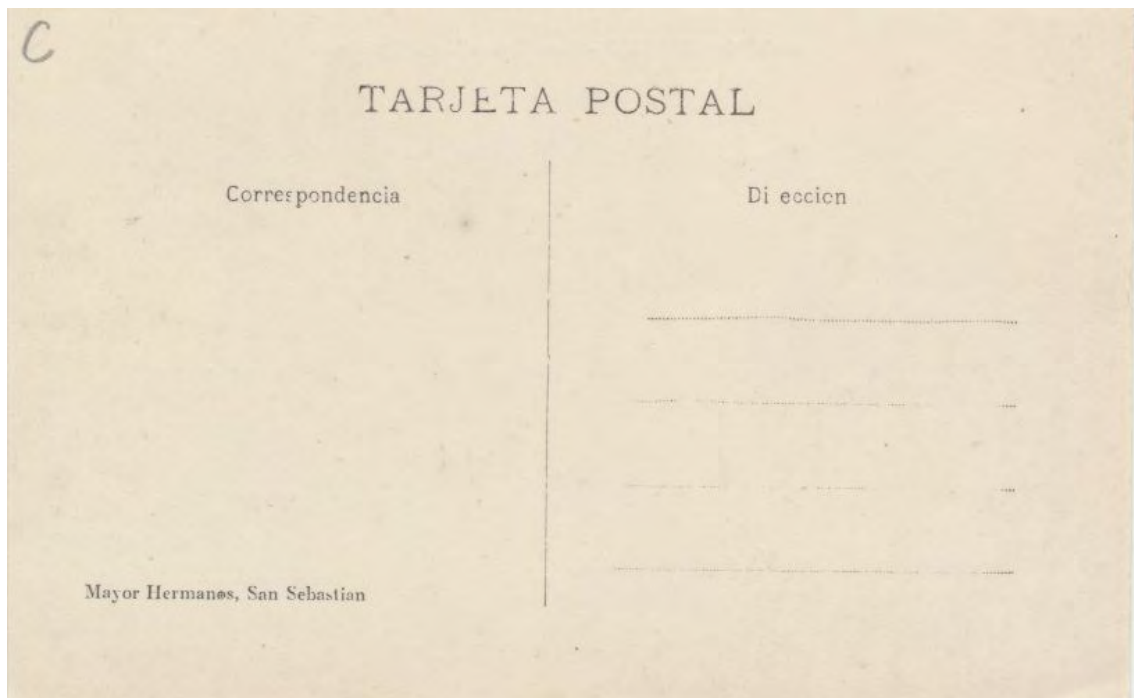 C
TARJETA POSTAL
Correspondencia
Di eccion
Mayor Hermanos, San Sebastian